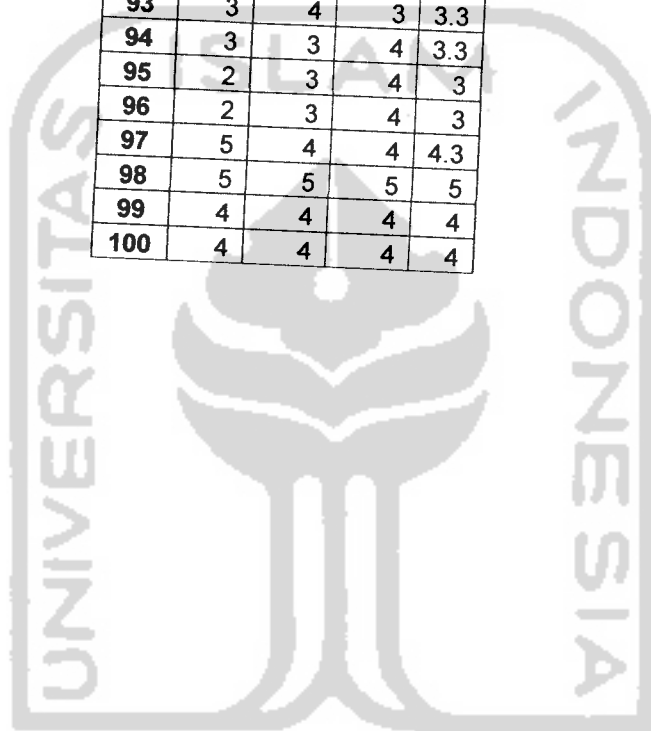 93 3 4 3 3.3
94 3 3 4 3.3
95 2 3 4 3
96 2 3 4 3
97 5 4 4 4.3
98 5 5 5 5
99 4 4 4 4
100 4 4 4 4
UNIVERSITAS
ISLAM
INDONESIA